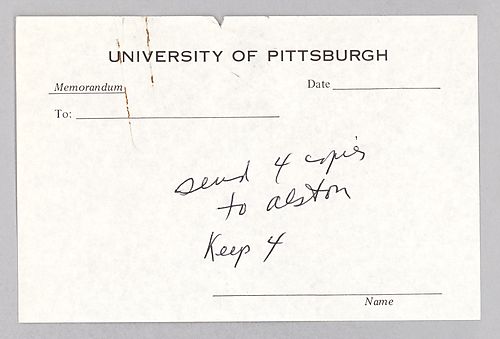 UNIVERSITY OF PITTSBURGH
Memorandum
Date
To:
send 4 copies
to alston
Keep 4
Name